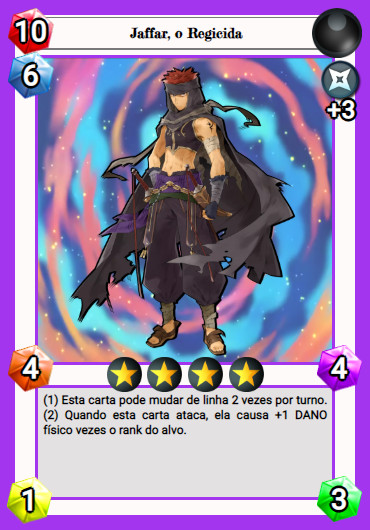 10
Jaffar, o Regicida
6
+3
4
4
(1) Esta carta pode mudar de linha 2 vezes por turno.
(2) Quando esta carta ataca, ela causa +1 DANO
físico vezes o rank do alvo.
1
3